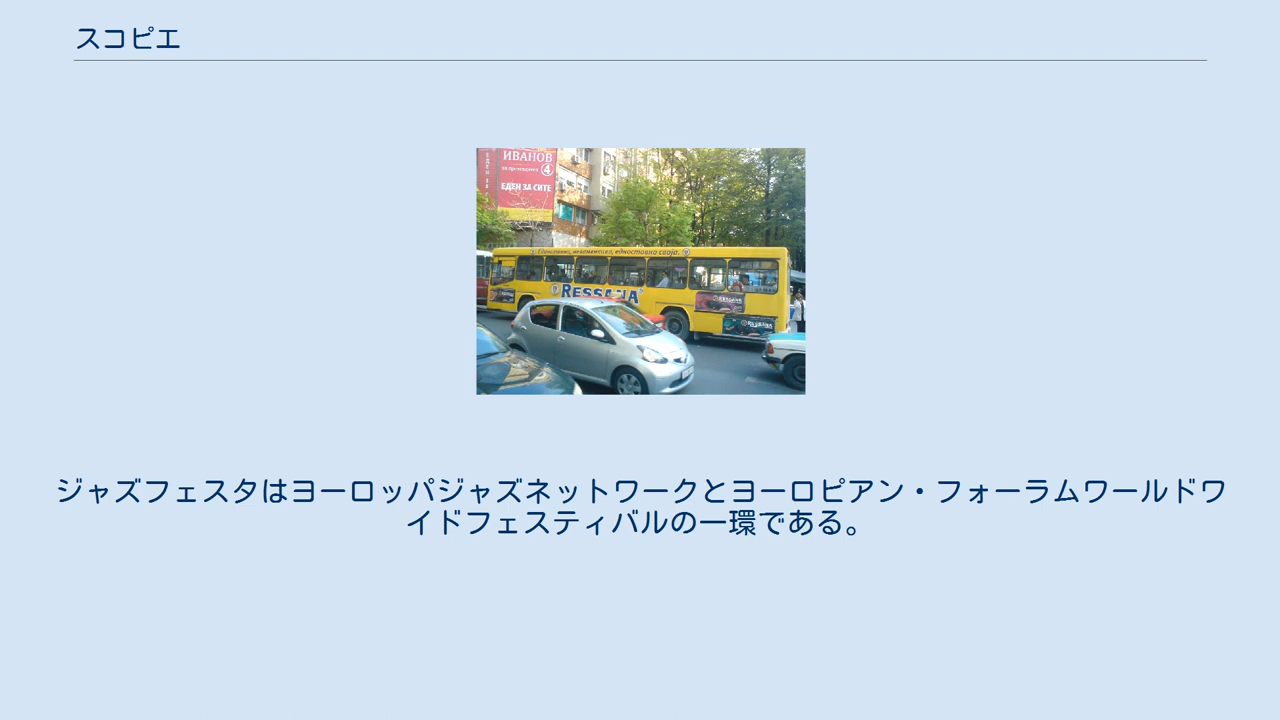 スコピエ
ИВАНОВ
4
ЕДЕН ЗА СИТЕ
едноставно своја.
RESSANA
ジャズフェスタはヨーロッパジャズネットワークとヨーロピアン・フォーラムワールドワ
イドフェスティバルの一環である。